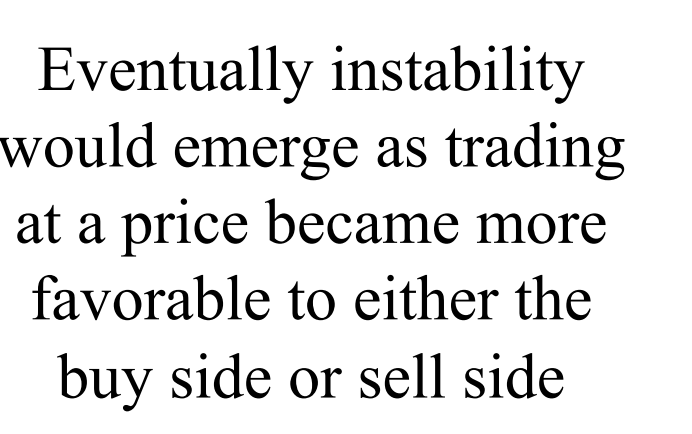 Eventually instability
would emerge as trading
at a price became more
favorable to either the
buy side or sell side